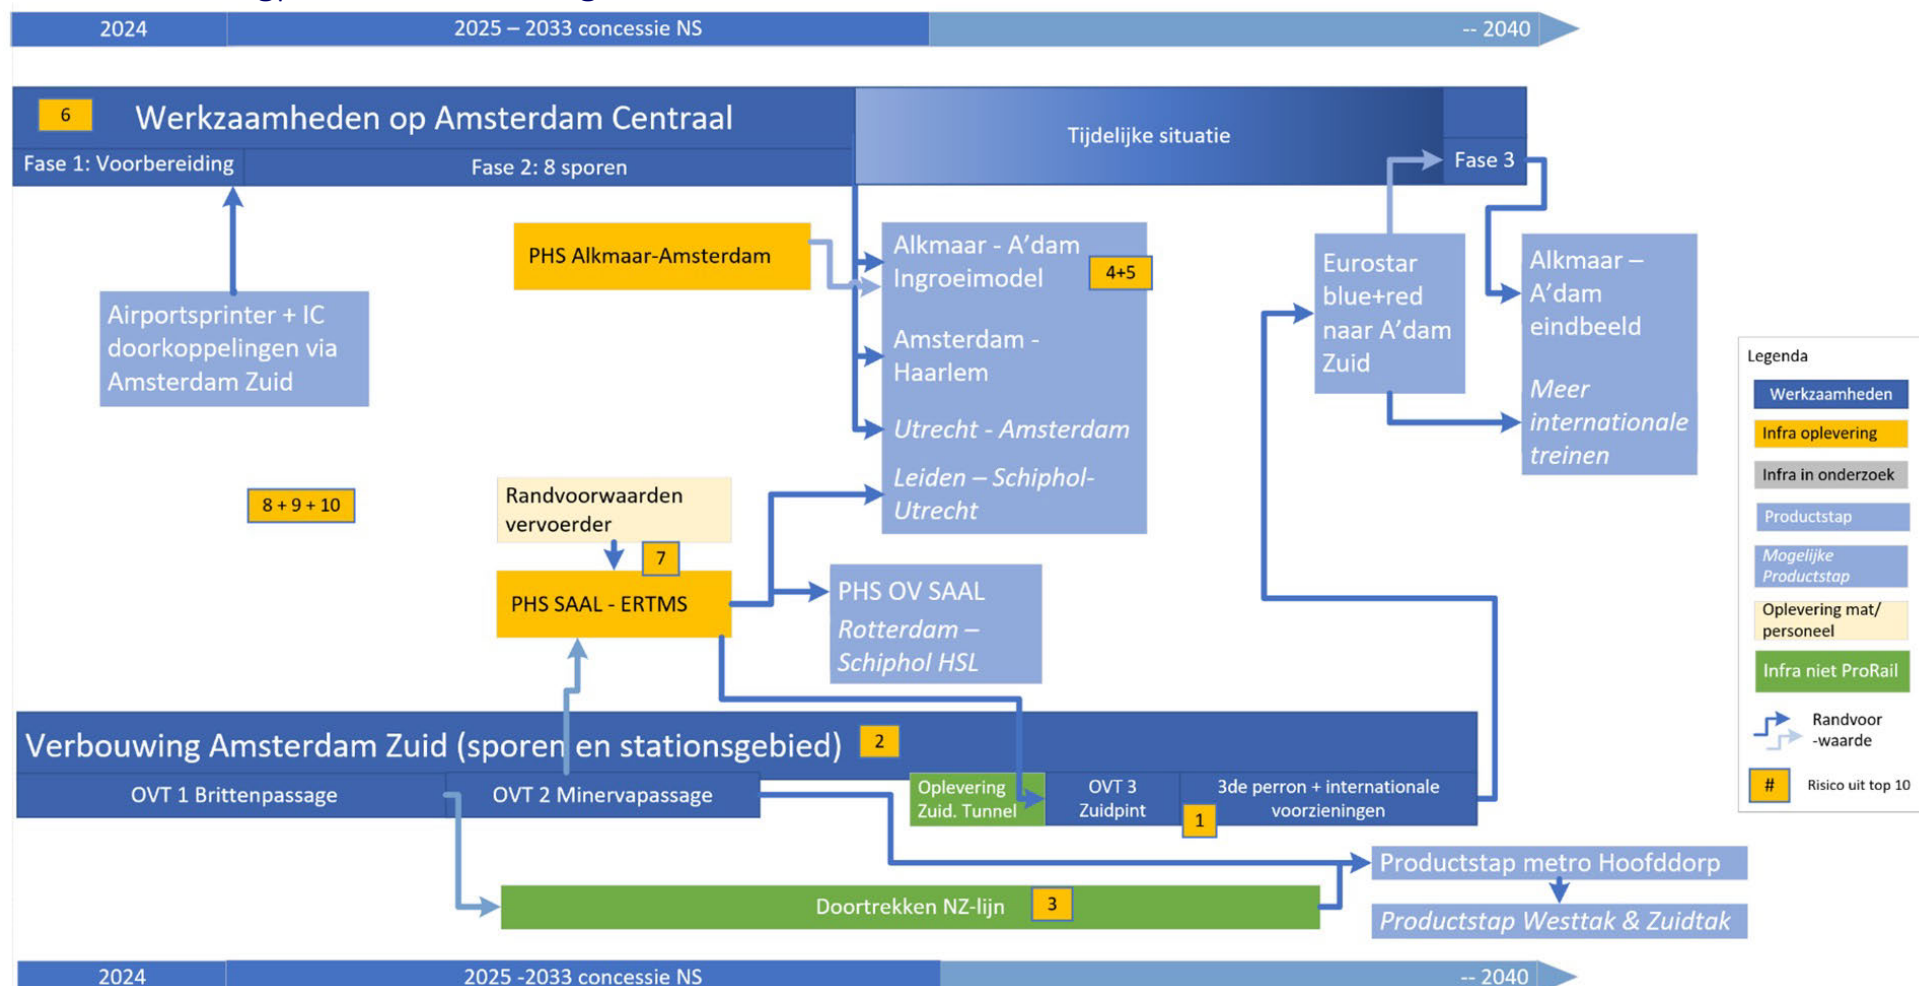 2024
2025 – 2033 concessie NS
-- 2040
6
Werkzaamheden op Amsterdam Centraal
Tijdelijke situatie
Fase 1: Voorbereiding
Fase 2: 8 sporen
Fase 3
PHS Alkmaar-Amsterdam
Alkmaar - A'dam
Ingroeimodel
4+5
Amsterdam -
Haarlem
Utrecht - Amsterdam
Leiden – Schiphol-
Utrecht
Eurostar
blue+red
naar A'dam
Zuid
Alkmaar –
A'dam
eindbeeld
Meer
internationale
treinen
Airportsprinter + IC
doorkoppelingen via
Amsterdam Zuid
8 + 9 + 10
Randvoorwaarden
vervoerder
7
PHS SAAL - ERTMS
PHS OV SAAL
Rotterdam –
Schiphol HSL
Legenda
Werkzaamheden
Infra oplevering
Infra in onderzoek
Productstap
Mogelijke
Productstap
Oplevering mat/
personeel
Infra niet ProRail
Randvoor
-waarde
#
Risico uit top 10
Verbouwing Amsterdam Zuid (sporen en stationsgebied)
2
OVT 1 Brittenpassage
OVT 2 Minervapassage
Oplevering
Zuid. Tunnel
OVT 3
Zuidpint
1
3de perron + internationale
voorzieningen
Productstap metro Hoofddorp
Doortrekken NZ-lijn
3
Productstap Westtak & Zuidtak
2024
2025 -2033 concessie NS
-- 2040